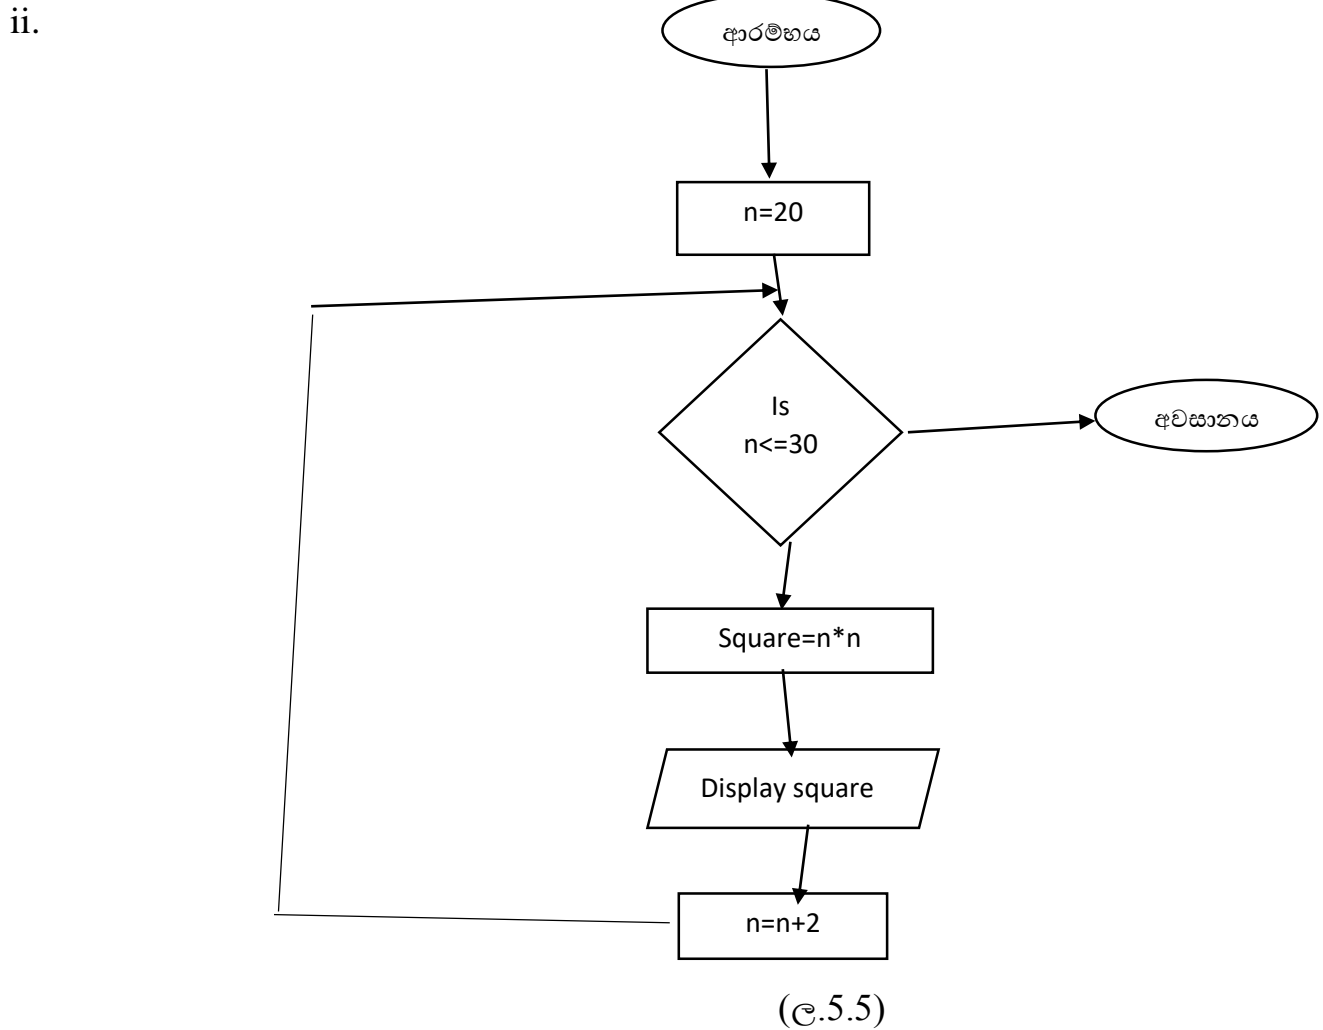 ii.
ආරම්භය
n=20
Is
n<=30
අවසානය
Square=n*n
Display square
n=n+2
(ල.5.5)